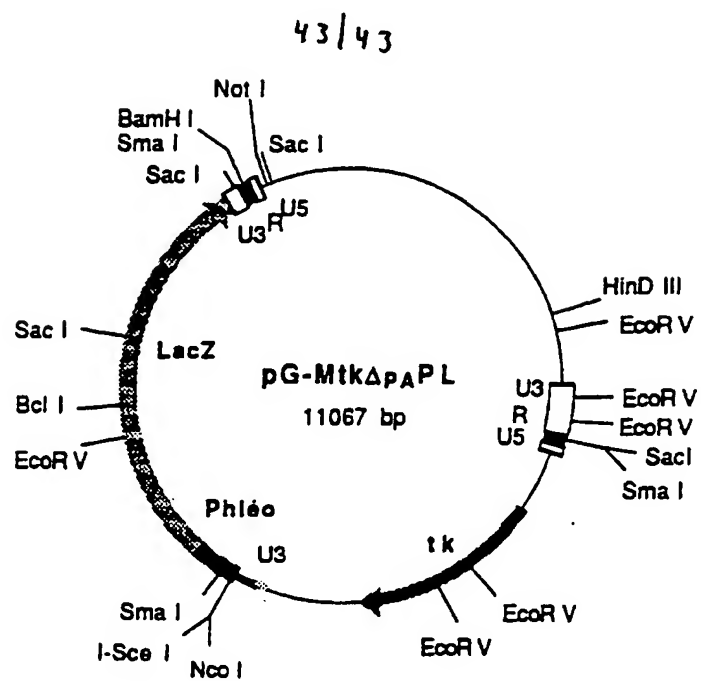 43/43
Not I
BamH I
Sma I
Sac I
Sac I
U3
R
U5
HinD III
EcoR V
Sac I
LacZ
pG-MtkΔPAPL
11067 bp
U3
R
U5
EcoR V
EcoR V
SacI
Sma I
Bcl I
EcoR V
Phléo
U3
tk
EcoR V
EcoR V
Sma I
I-Sce I
Nco I